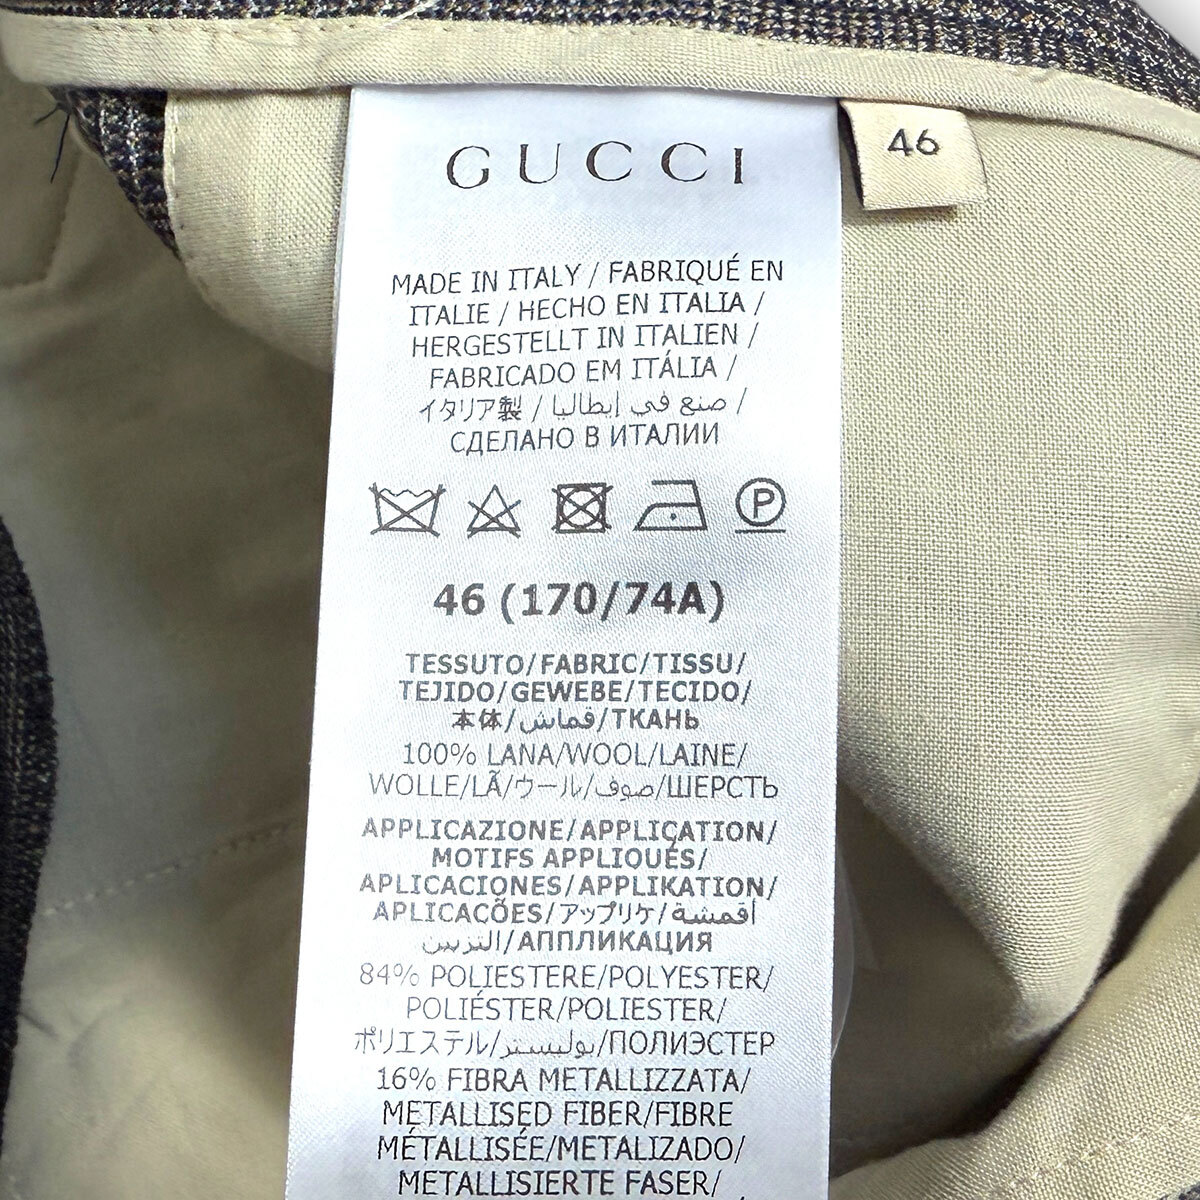 GUCCI
46
MADE IN ITALY / FABRIQUÉ EN
ITALIE / HECHO EN ITALIA /
HERGESTELLT IN ITALIEN /
FABRICADO EM ITÁLIA /
イタリア製 / صنع في إيطاليا /
СДЕЛАНО В ИТАЛИИ
P
46 (170/74A)
TESSUTO/FABRIC/TISSU/
TEJIDO/GEWEBE/TECIDO/
本体/قماش/ТКАНЬ
100% LANA/WOOL/LAINE/
WOLLE/LÃ/ウール/صوف/ШЕРСТЬ
APPLICAZIONE/APPLICATION/
MOTIFS APPLIQUÉS/
APLICACIONES/APPLIKATION/
APLICAÇÕES/アップリケ/أقمشة
التزيين/АППЛИКАЦИЯ
84% POLIESTERE/POLYESTER/
POLIÉSTER/POLIESTER/
ポリエステル/بوليستر/ПОЛИЭСТЕР
16% FIBRA METALLIZZATA/
METALLISED FIBER/FIBRE
MÉTALLISÉE/METALIZADO/
METALLISIERTE FASER/